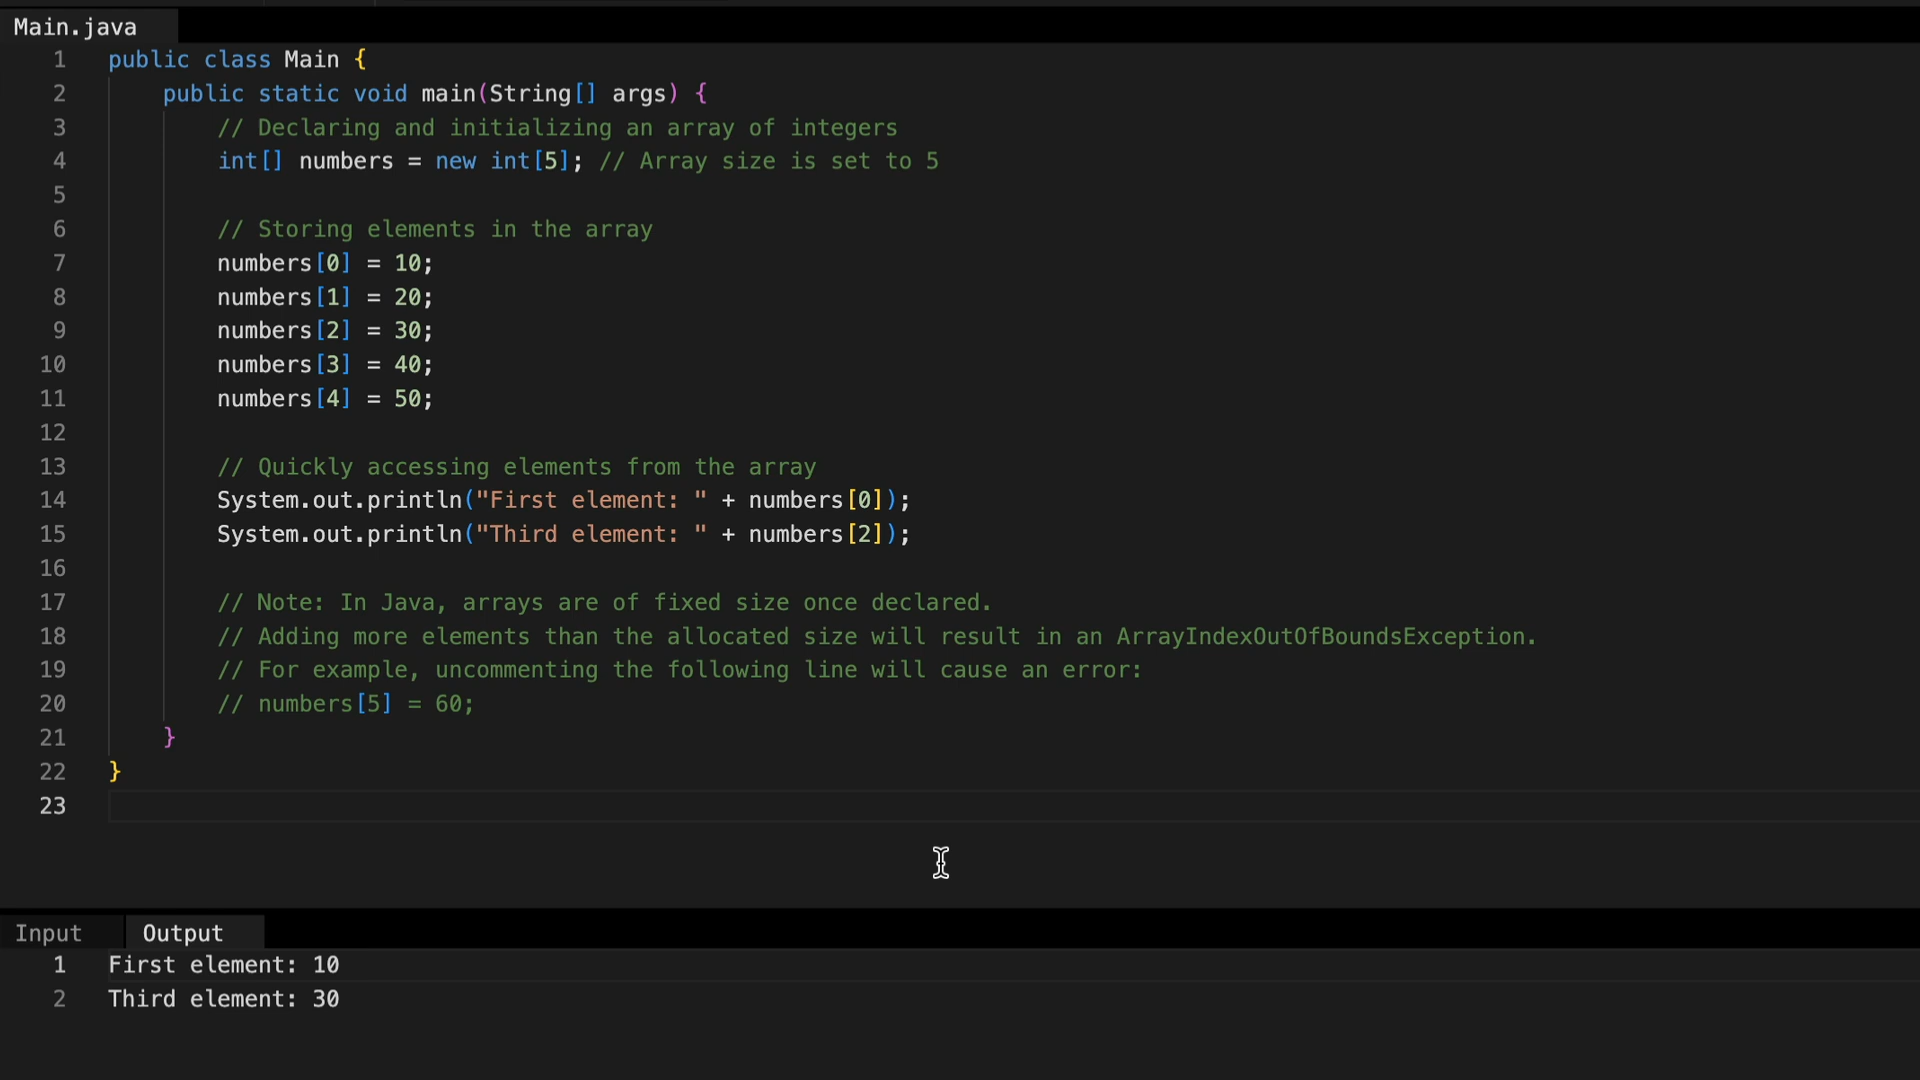 Main.java
1 public class Main {
2 public static void main(String[] args) {
3 // Declaring and initializing an array of integers
4 int[] numbers = new int[5]; // Array size is set to 5
5
6 // Storing elements in the array
7 numbers[0] = 10;
8 numbers[1] = 20;
9 numbers[2] = 30;
10 numbers[3] = 40;
11 numbers[4] = 50;
12
13 // Quickly accessing elements from the array
14 System.out.println("First element: " + numbers[0]);
15 System.out.println("Third element: " + numbers[2]);
16
17 // Note: In Java, arrays are of fixed size once declared.
18 // Adding more elements than the allocated size will result in an ArrayIndexOutOfBoundsException.
19 // For example, uncommenting the following line will cause an error:
20 // numbers[5] = 60;
21 }
22 }
23
Input Output
1 First element: 10
2 Third element: 30